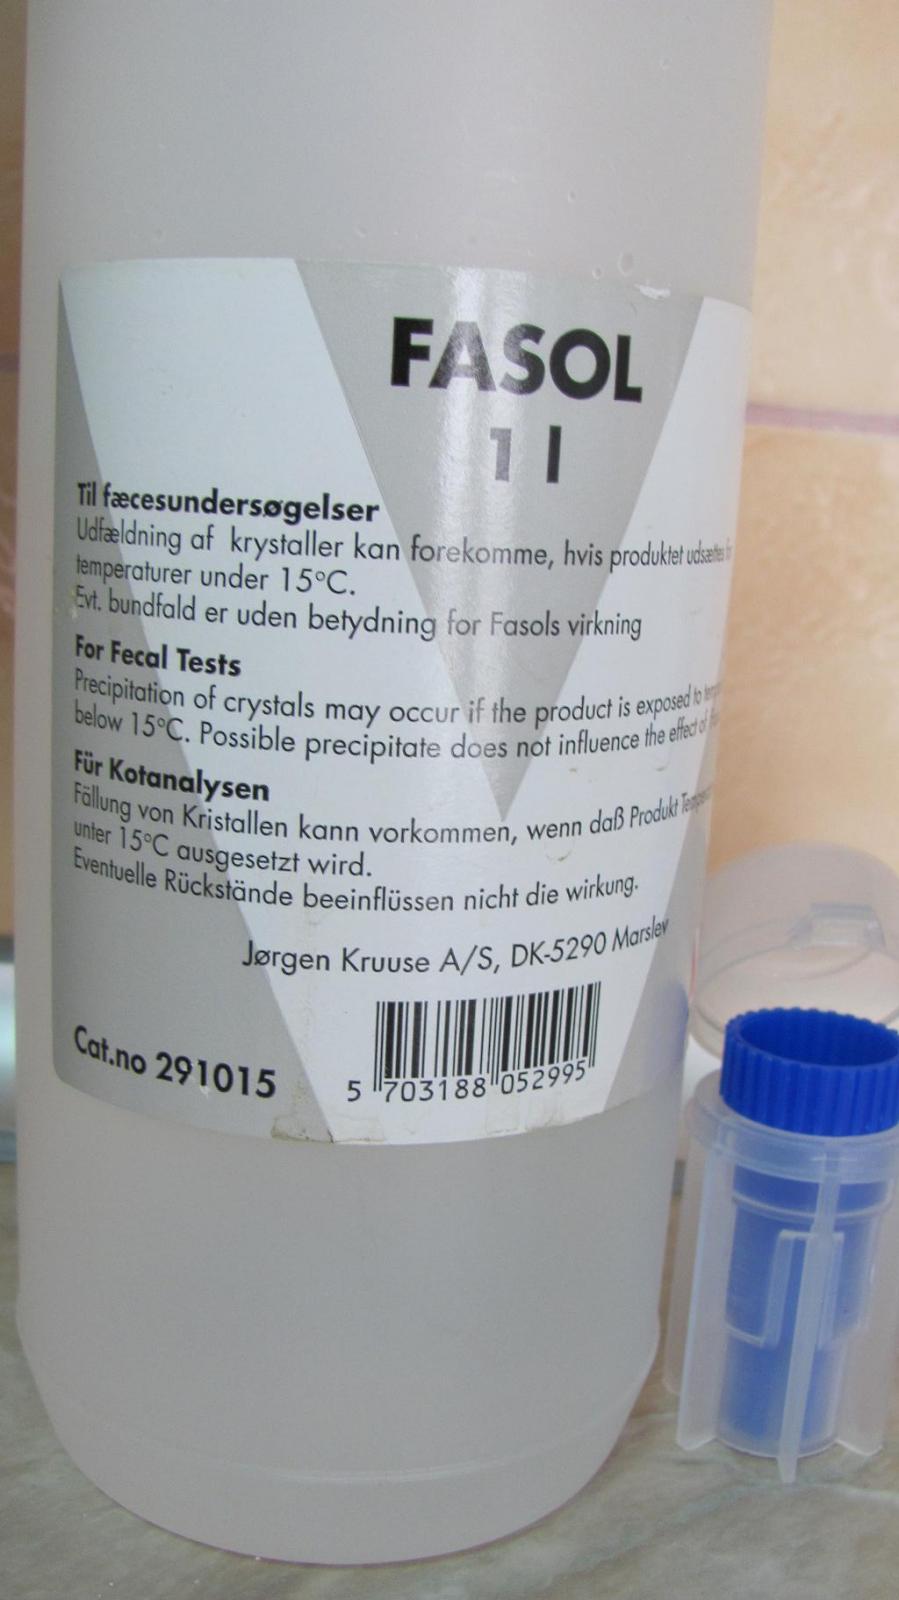 FASOL
1 l
Til fæcesundersøgelser
Udfældning af krystaller kan forekomme, hvis produktet udsættes for
temperaturer under 15°C.
Evt. bundfald er uden betydning for Fasols virkning
For Fecal Tests
Precipitation of crystals may occur if the product is exposed to
below 15°C. Possible precipitate does not influence the effect of
Für Kotanalysen
Fällung von Kristallen kann vorkommen, wenn daß Produkt
unter 15°C ausgesetzt wird.
Eventuelle Rückstände beeinflüssen nicht die wirkung.
Jørgen Kruuse A/S, DK-5290 Marslev
Cat.no 291015
5 703188 052995